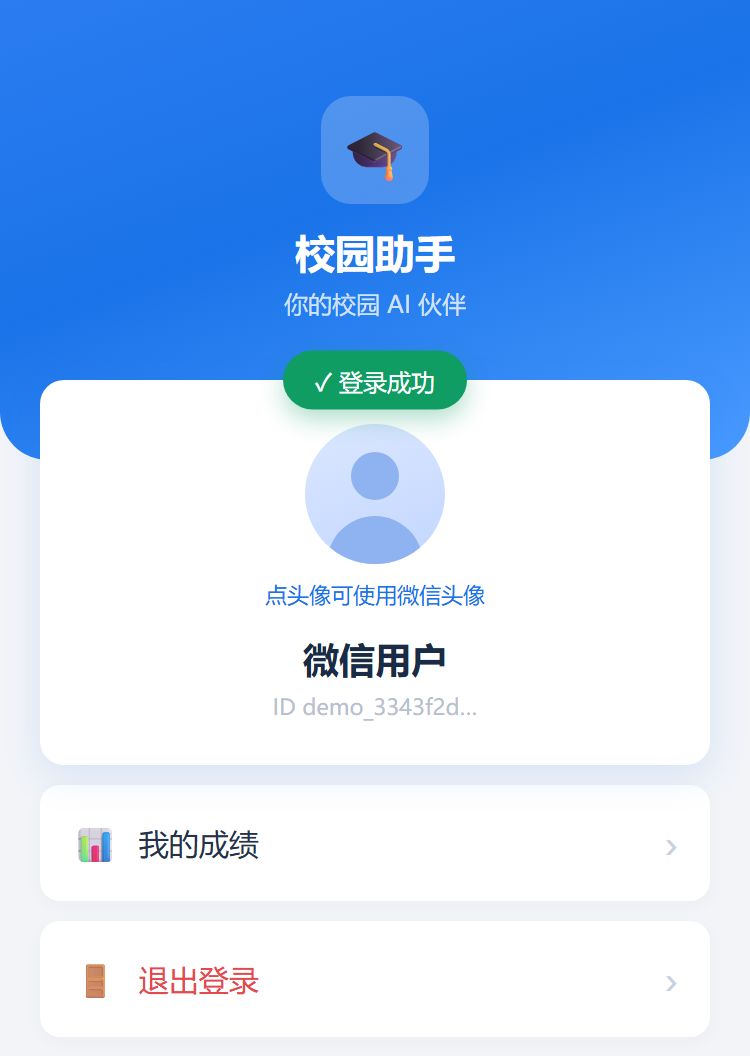 校园助手
你的校园 AI 伙伴
✓ 登录成功
点头像可使用微信头像
微信用户
ID demo_3343f2d...
我的成绩
退出登录